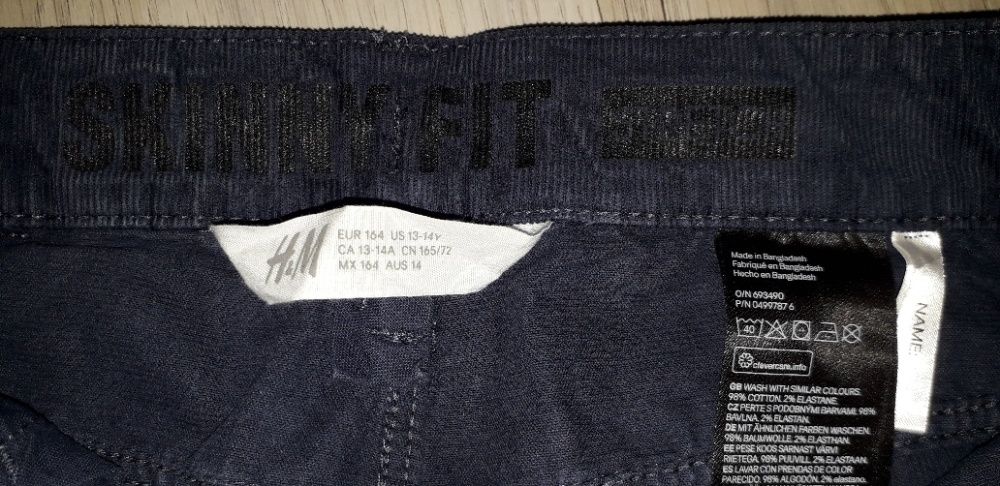 SKINNY FIT
H&M
EUR 164 US 13-14Y
CA 13-14A CN 165/72
MX 164 AUS 14
Made in Bangladesh
Fabriqué en Bangladesh
Hecho en Bangladesh
O/N 693490
P/N 0499787 6
40
clevercare.info
GB WASH WITH SIMILAR COLOURS.
98% COTTON. 2% ELASTANE.
CZ PERTE S PODOBNÝMI BARVAMI. 98%
BAVLNA. 2% ELASTAN.
DE MIT ÄHNLICHEN FARBEN WASCHEN.
98% BAUMWOLLE. 2% ELASTHAN.
EE PESE KOOS SARNAST VÄRVI
RIIETEGA. 98% PUUVILL. 2% ELASTAAN.
ES LAVAR CON PRENDAS DE COLOR
PARECIDO. 98% ALGODÓN. 2% elastano.
NAME: